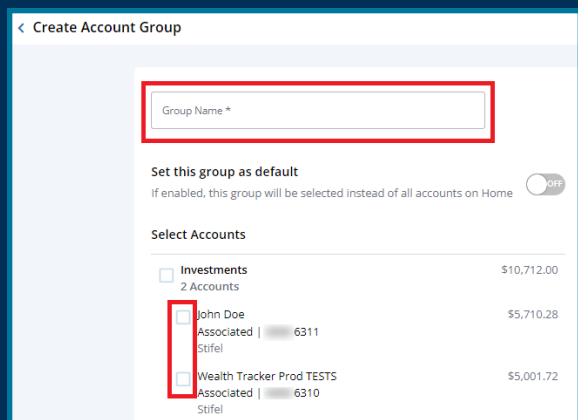 Create Account Group
Group Name *
Set this group as default
If enabled, this group will be selected instead of all accounts on Home
OFF
Select Accounts
Investments $10,712.00
2 Accounts
John Doe $5,710.28
Associated | 6311
Stifel
Wealth Tracker Prod TESTS $5,001.72
Associated | 6310
Stifel